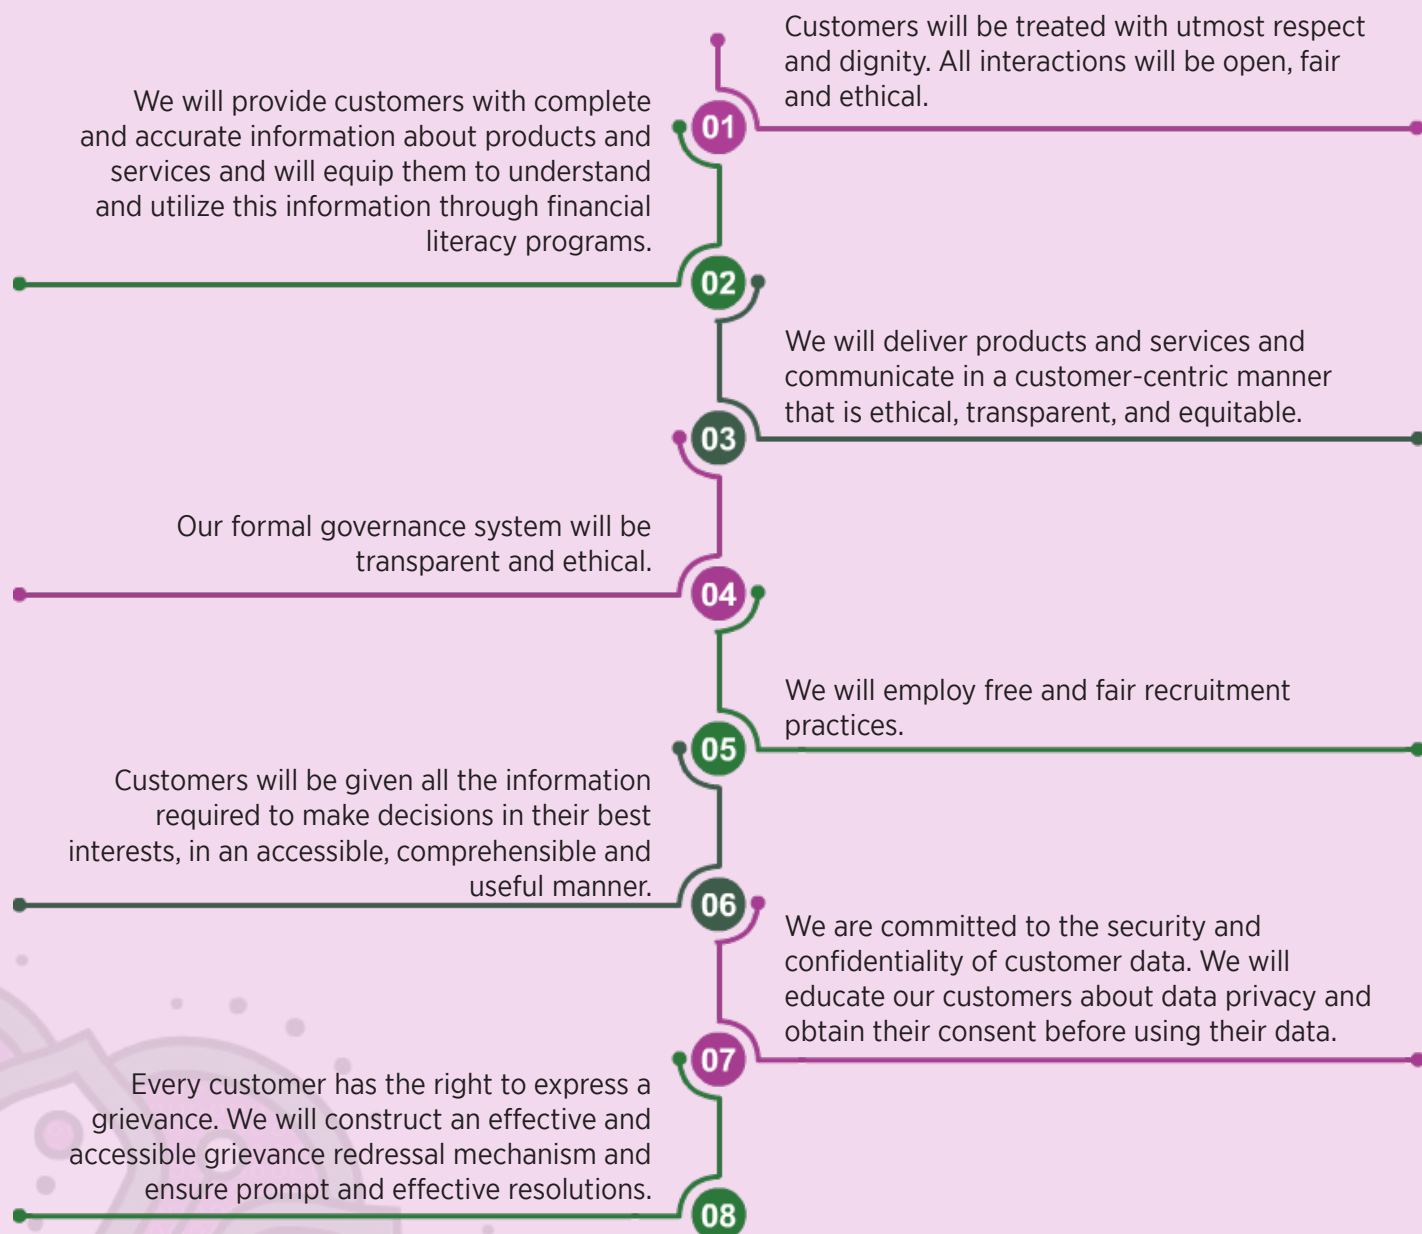 Customers will be treated with utmost respect
and dignity. All interactions will be open, fair
and ethical.
01
We will provide customers with complete
and accurate information about products and
services and will equip them to understand
and utilize this information through financial
literacy programs.
02
We will deliver products and services and
communicate in a customer-centric manner
that is ethical, transparent, and equitable.
03
Our formal governance system will be
transparent and ethical.
04
We will employ free and fair recruitment
practices.
05
Customers will be given all the information
required to make decisions in their best
interests, in an accessible, comprehensible and
useful manner.
06
We are committed to the security and
confidentiality of customer data. We will
educate our customers about data privacy and
obtain their consent before using their data.
07
Every customer has the right to express a
grievance. We will construct an effective and
accessible grievance redressal mechanism and
ensure prompt and effective resolutions.
08